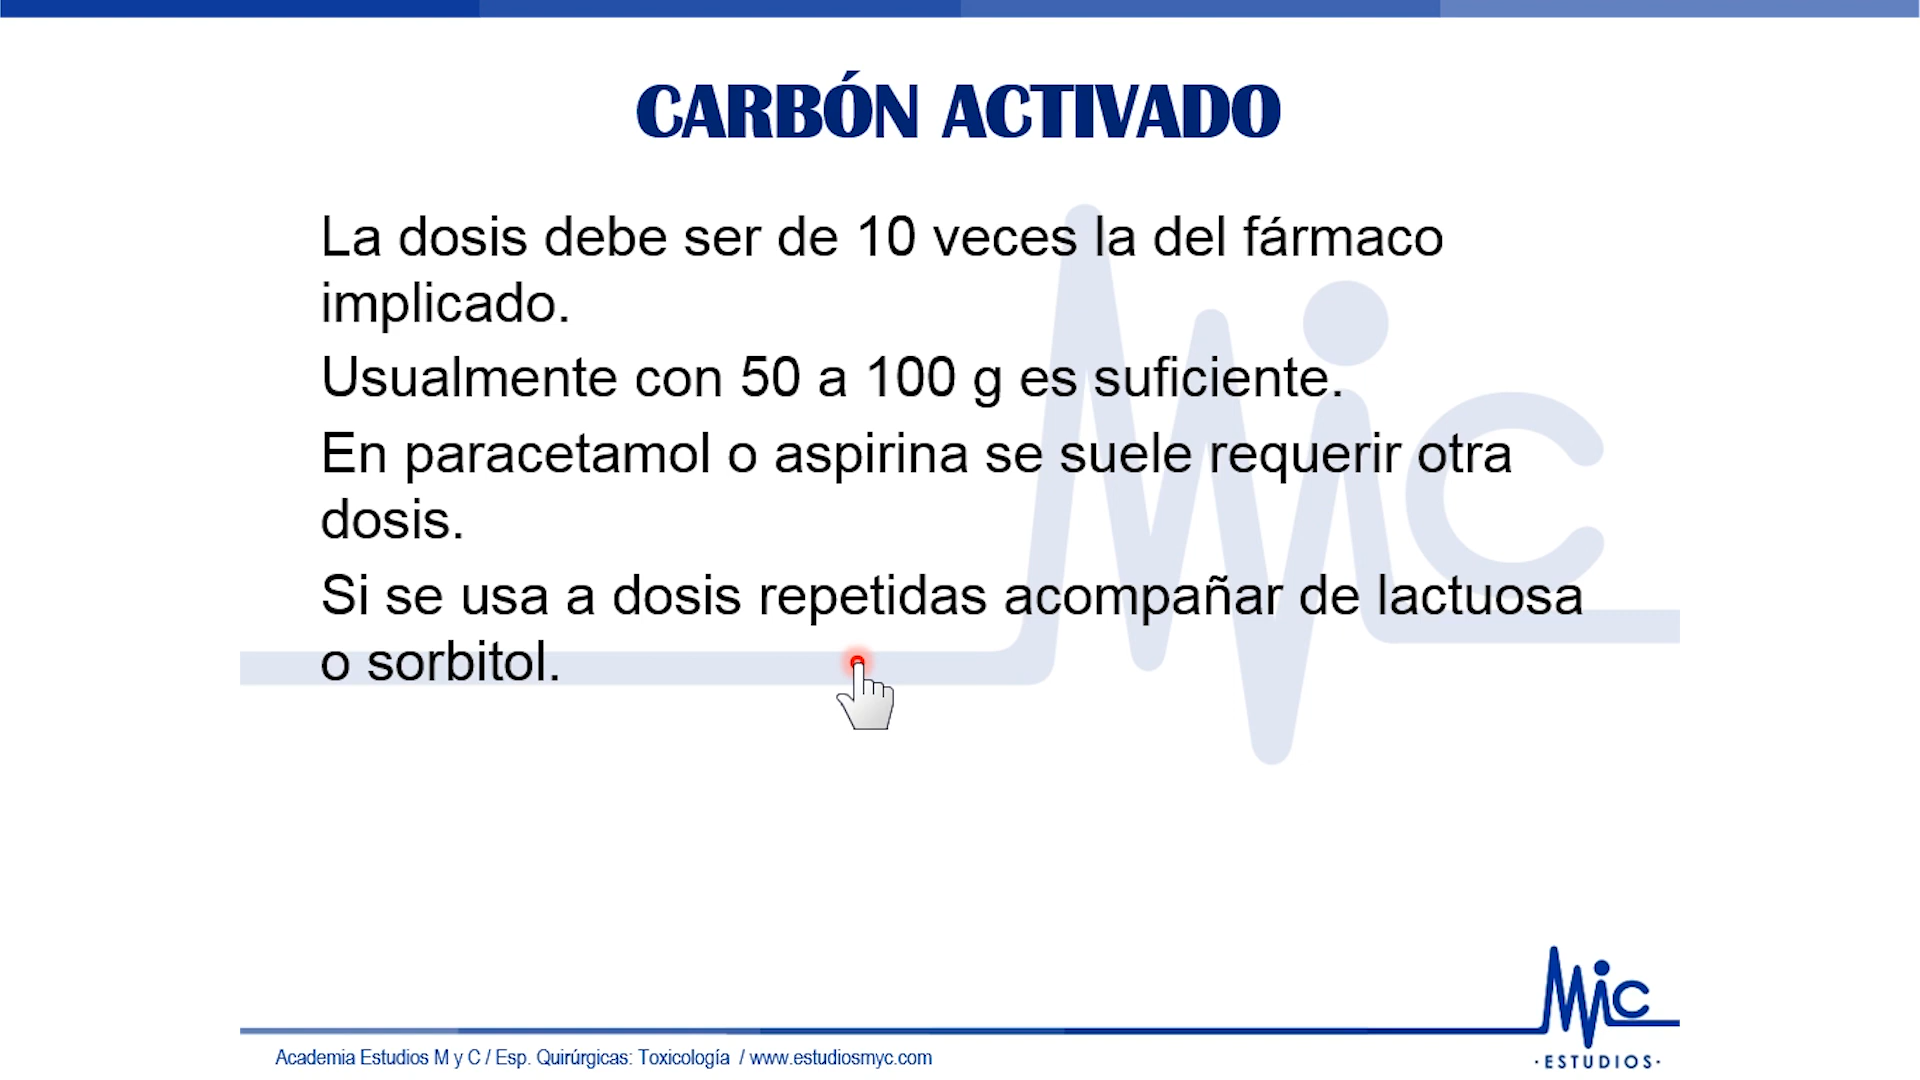 CARBÓN ACTIVADO
La dosis debe ser de 10 veces la del fármaco
implicado.
Usualmente con 50 a 100 g es suficiente.
En paracetamol o aspirina se suele requerir otra
dosis.
Si se usa a dosis repetidas acompañar de lactuosa
o sorbitol.
MiC
MiC
·ESTUDIOS·
Academia Estudios M y C / Esp. Quirúrgicas: Toxicología / www.estudiosmyc.com